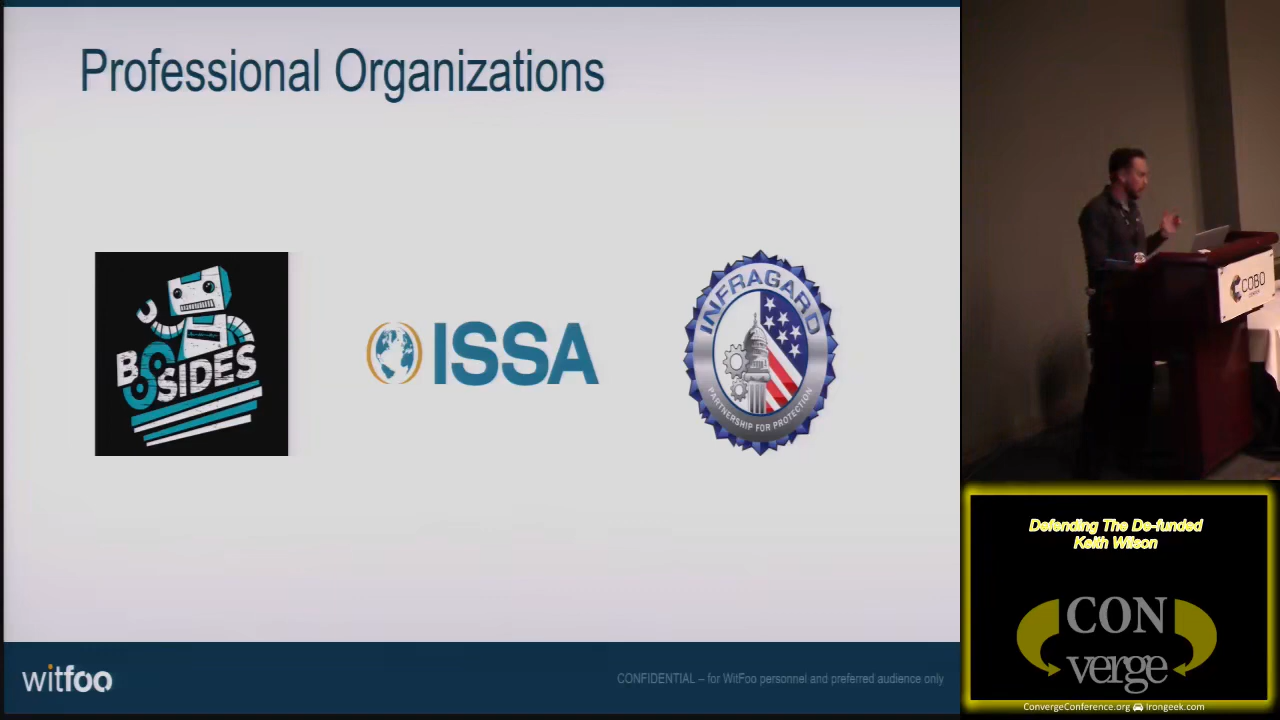 Professional Organizations
BSIDES
ISSA
INFRAGARD
PARTNERSHIP FOR PROTECTION
witfoo
CONFIDENTIAL – for WitFoo personnel and preferred audience only
COBO
Defending The De-funded
Keith Wilson
CON
verge
ConvergeConference.org Irongeek.com